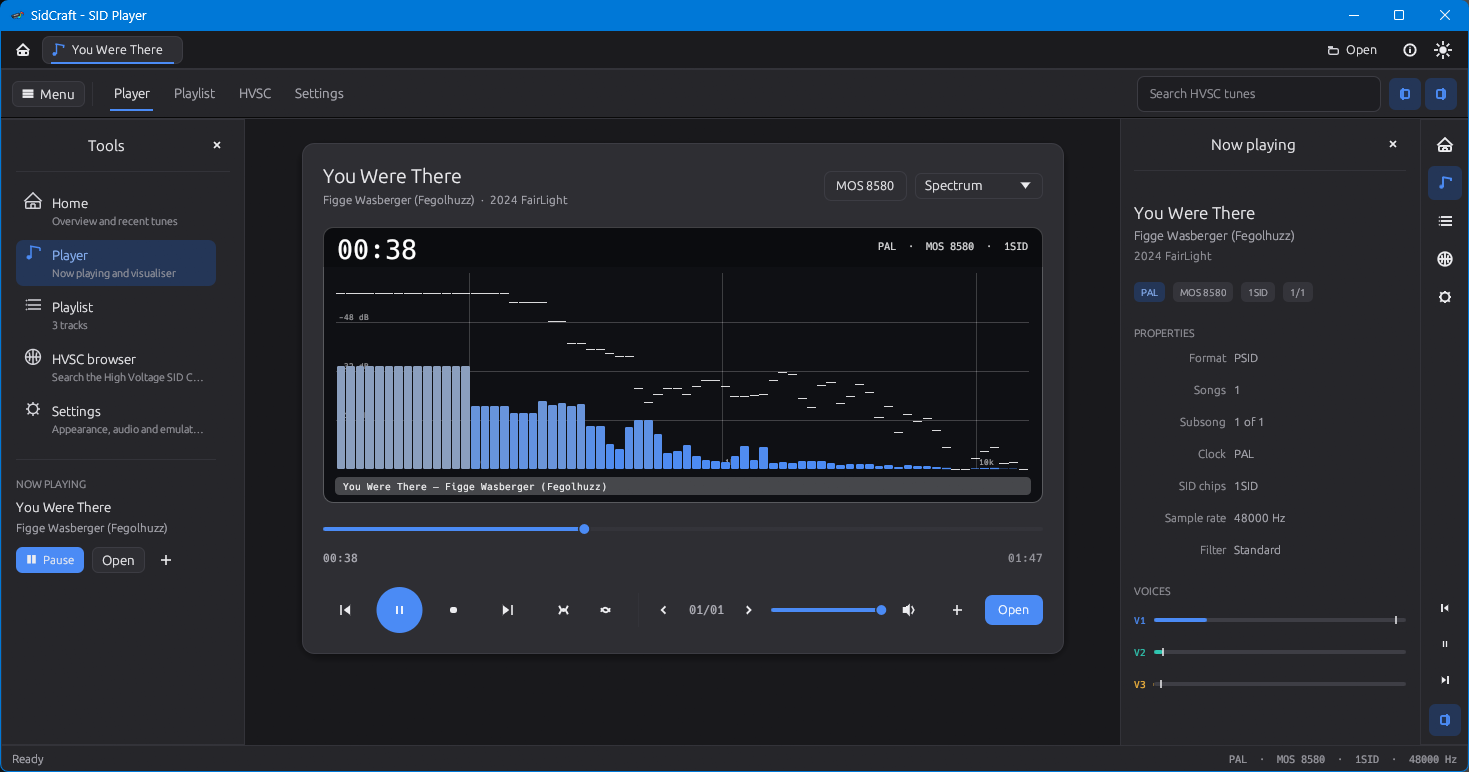 SidCraft - SID Player
You Were There
Open
Menu
Player
Playlist
HVSC
Settings
Search HVSC tunes
Tools
Home
Overview and recent tunes
Player
Now playing and visualiser
Playlist
3 tracks
HVSC browser
Search the High Voltage SID C...
Settings
Appearance, audio and emulat...
NOW PLAYING
You Were There
Figge Wasberger (Fegolhuzz)
Pause
Open
You Were There
Figge Wasberger (Fegolhuzz) · 2024 FairLight
MOS 8580
Spectrum
00:38
PAL · MOS 8580 · 1SID
-48 dB
10k
You Were There — Figge Wasberger (Fegolhuzz)
00:38
01:47
01/01
Open
Now playing
You Were There
Figge Wasberger (Fegolhuzz)
2024 FairLight
PAL
MOS 8580
1SID
1/1
PROPERTIES
Format PSID
Songs 1
Subsong 1 of 1
Clock PAL
SID chips 1SID
Sample rate 48000 Hz
Filter Standard
VOICES
V1
V2
V3
Ready
PAL · MOS 8580 · 1SID · 48000 Hz